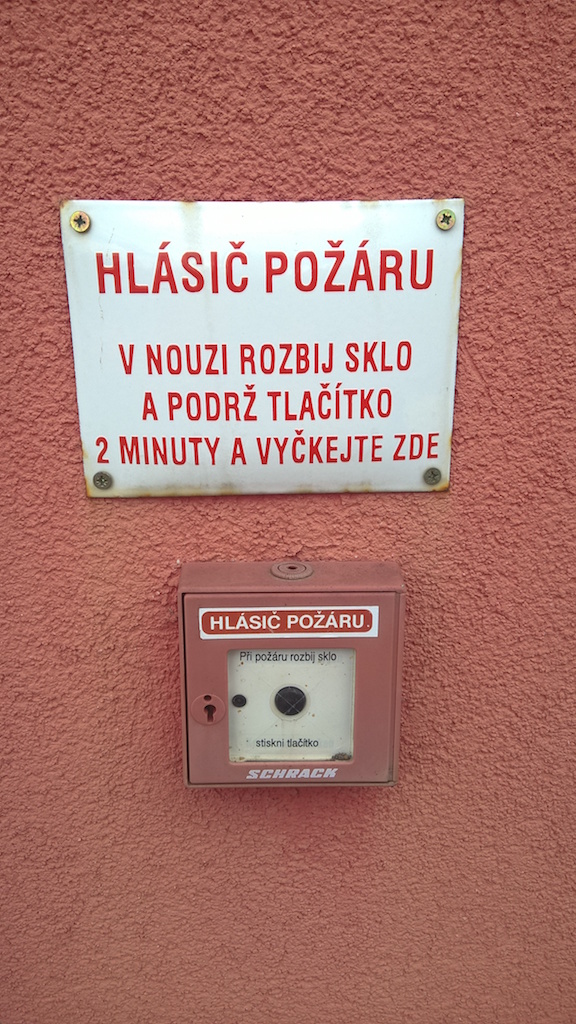 HLÁSIČ POŽÁRU
V NOUZI ROZBIJ SKLO
A PODRŽ TLAČÍTKO
2 MINUTY A VYČKEJTE ZDE
HLÁSIČ POŽÁRU
Při požáru rozbij sklo
stiskni tlačítko
SCHRACK